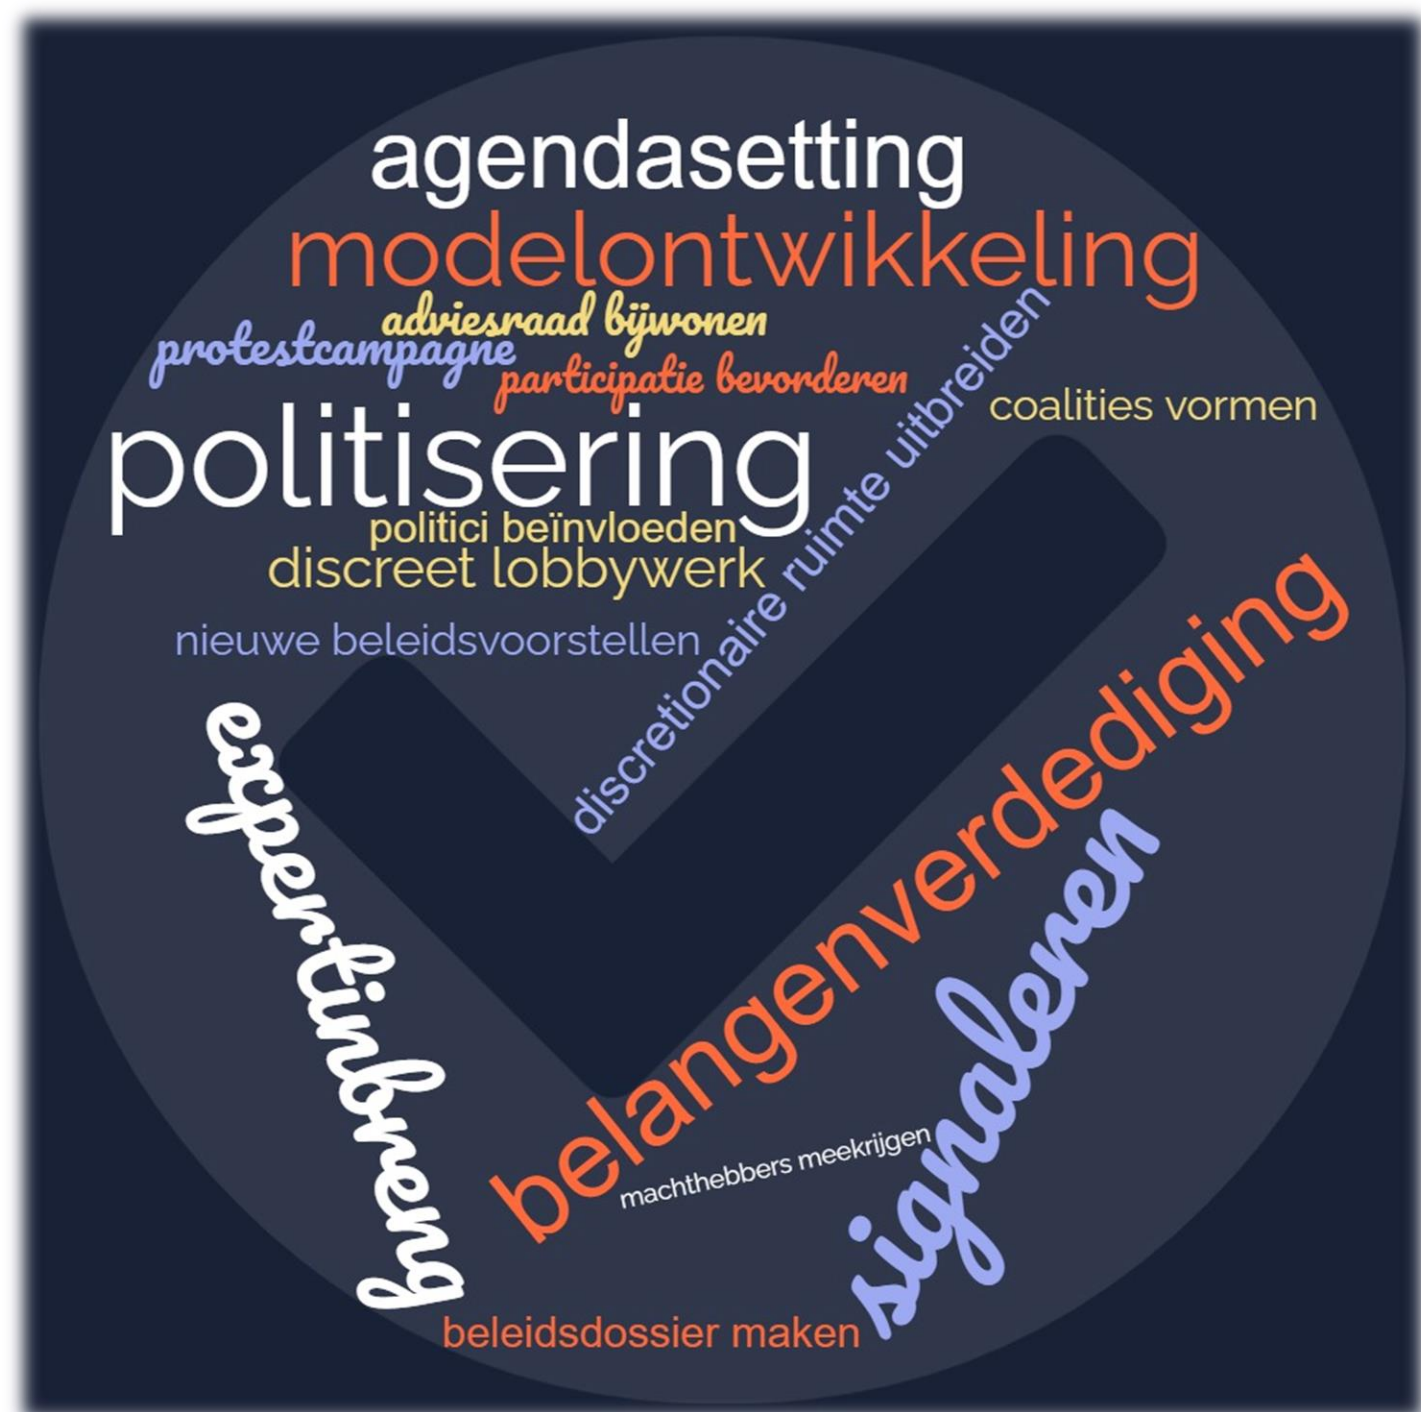 agendasetting
modelontwikkeling
adviesraad bijwonen
protestcampagne
participatie bevorderen
discretionaire ruimte uitbreiden
coalities vormen
politisering
politici beïnvloeden
discreet lobbywerk
nieuwe beleidsvoorstellen
expertinbreng
belangenverdediging
signaleren
machthebbers meekrijgen
beleidsdossier maken